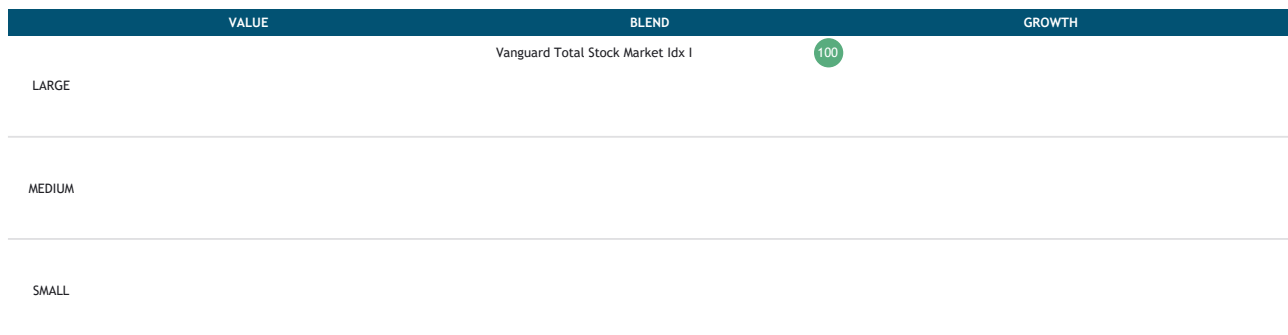 VALUE BLEND GROWTH
Vanguard Total Stock Market Idx I 100
LARGE
MEDIUM
SMALL